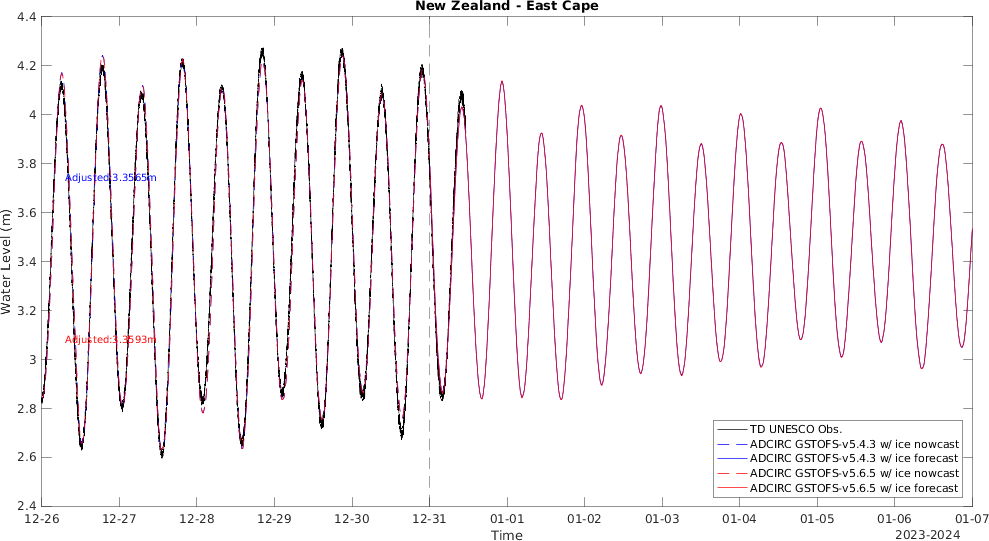 New Zealand - East Cape
4.4
4.2
4
3.8
3.6
3.4
3.2
3
2.8
2.6
2.4
Water Level (m)
Adjusted:3.3565m
Adjusted:3.3593m
TD UNESCO Obs.
ADCIRC GSTOFS-v5.4.3 w/ ice nowcast
ADCIRC GSTOFS-v5.4.3 w/ ice forecast
ADCIRC GSTOFS-v5.6.5 w/ ice nowcast
ADCIRC GSTOFS-v5.6.5 w/ ice forecast
12-26 12-27 12-28 12-29 12-30 12-31 01-01 01-02 01-03 01-04 01-05 01-06 01-07
Time
2023-2024